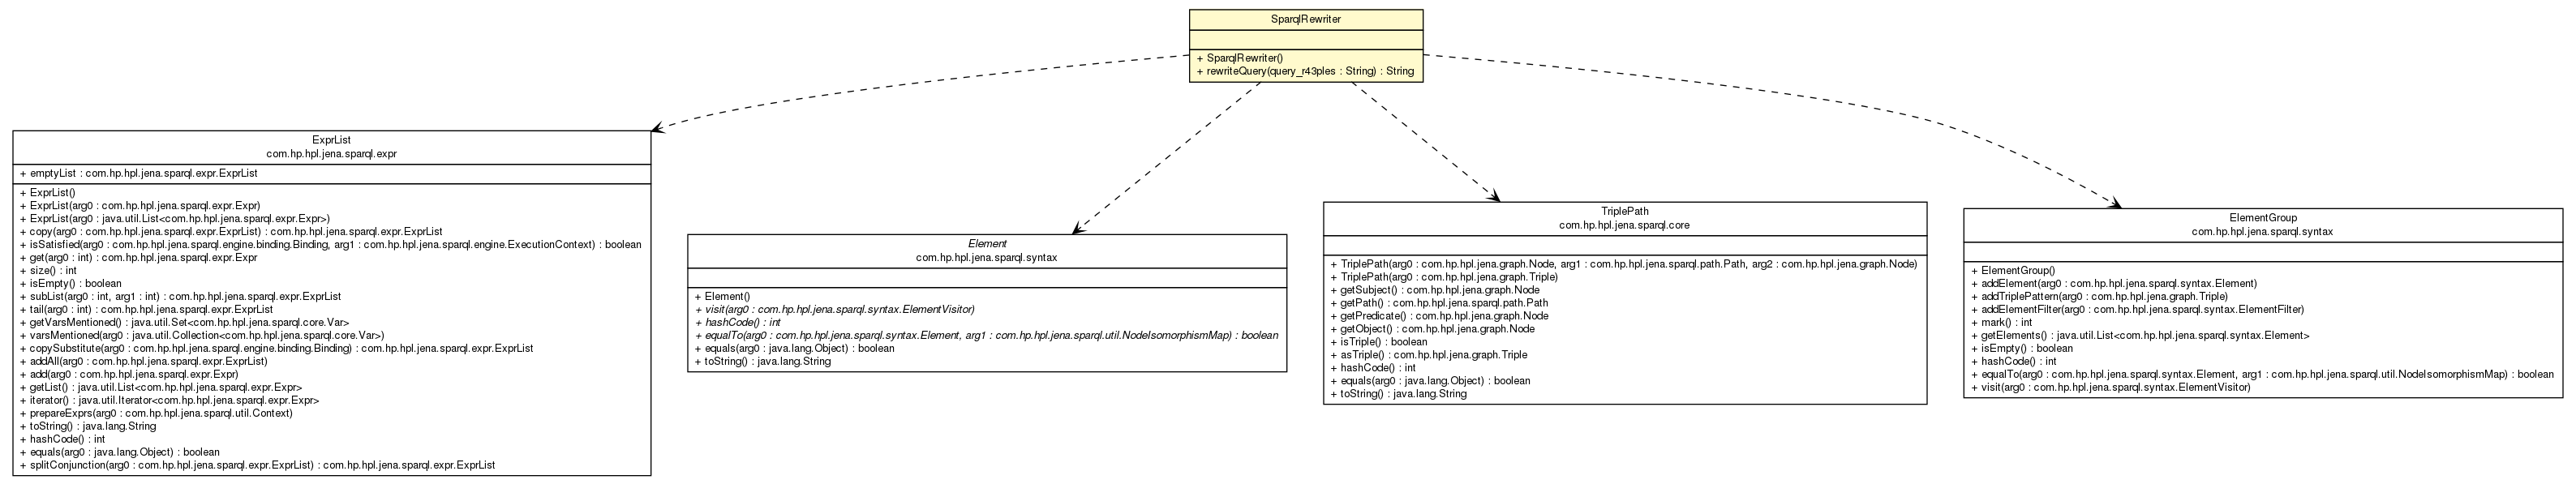 SparqlRewriter
+ SparqlRewriter()
+ rewriteQuery(query_r43ples : String) : String
ExprList
com.hp.hpl.jena.sparql.expr
+ emptyList : com.hp.hpl.jena.sparql.expr.ExprList
+ ExprList()
+ ExprList(arg0 : com.hp.hpl.jena.sparql.expr.Expr)
+ ExprList(arg0 : java.util.List<com.hp.hpl.jena.sparql.expr.Expr>)
+ copy(arg0 : com.hp.hpl.jena.sparql.expr.ExprList) : com.hp.hpl.jena.sparql.expr.ExprList
+ isSatisfied(arg0 : com.hp.hpl.jena.sparql.engine.binding.Binding, arg1 : com.hp.hpl.jena.sparql.engine.ExecutionContext) : boolean
+ get(arg0 : int) : com.hp.hpl.jena.sparql.expr.Expr
+ size() : int
+ isEmpty() : boolean
+ subList(arg0 : int, arg1 : int) : com.hp.hpl.jena.sparql.expr.ExprList
+ tail(arg0 : int) : com.hp.hpl.jena.sparql.expr.ExprList
+ getVarsMentioned() : java.util.Set<com.hp.hpl.jena.sparql.core.Var>
+ varsMentioned(arg0 : java.util.Collection<com.hp.hpl.jena.sparql.core.Var>)
+ copySubstitute(arg0 : com.hp.hpl.jena.sparql.engine.binding.Binding) : com.hp.hpl.jena.sparql.expr.ExprList
+ addAll(arg0 : com.hp.hpl.jena.sparql.expr.ExprList)
+ add(arg0 : com.hp.hpl.jena.sparql.expr.Expr)
+ getList() : java.util.List<com.hp.hpl.jena.sparql.expr.Expr>
+ iterator() : java.util.Iterator<com.hp.hpl.jena.sparql.expr.Expr>
+ prepareExprs(arg0 : com.hp.hpl.jena.sparql.util.Context)
+ toString() : java.lang.String
+ hashCode() : int
+ equals(arg0 : java.lang.Object) : boolean
+ splitConjunction(arg0 : com.hp.hpl.jena.sparql.expr.ExprList) : com.hp.hpl.jena.sparql.expr.ExprList
Element
com.hp.hpl.jena.sparql.syntax
+ Element()
+ visit(arg0 : com.hp.hpl.jena.sparql.syntax.ElementVisitor)
+ hashCode() : int
+ equalTo(arg0 : com.hp.hpl.jena.sparql.syntax.Element, arg1 : com.hp.hpl.jena.sparql.util.NodeIsomorphismMap) : boolean
+ equals(arg0 : java.lang.Object) : boolean
+ toString() : java.lang.String
TriplePath
com.hp.hpl.jena.sparql.core
+ TriplePath(arg0 : com.hp.hpl.jena.graph.Node, arg1 : com.hp.hpl.jena.sparql.path.Path, arg2 : com.hp.hpl.jena.graph.Node)
+ TriplePath(arg0 : com.hp.hpl.jena.graph.Triple)
+ getSubject() : com.hp.hpl.jena.graph.Node
+ getPath() : com.hp.hpl.jena.sparql.path.Path
+ getPredicate() : com.hp.hpl.jena.graph.Node
+ getObject() : com.hp.hpl.jena.graph.Node
+ isTriple() : boolean
+ asTriple() : com.hp.hpl.jena.graph.Triple
+ hashCode() : int
+ equals(arg0 : java.lang.Object) : boolean
+ toString() : java.lang.String
ElementGroup
com.hp.hpl.jena.sparql.syntax
+ ElementGroup()
+ addElement(arg0 : com.hp.hpl.jena.sparql.syntax.Element)
+ addTriplePattern(arg0 : com.hp.hpl.jena.graph.Triple)
+ addElementFilter(arg0 : com.hp.hpl.jena.sparql.syntax.ElementFilter)
+ mark() : int
+ getElements() : java.util.List<com.hp.hpl.jena.sparql.syntax.Element>
+ isEmpty() : boolean
+ hashCode() : int
+ equalTo(arg0 : com.hp.hpl.jena.sparql.syntax.Element, arg1 : com.hp.hpl.jena.sparql.util.NodeIsomorphismMap) : boolean
+ visit(arg0 : com.hp.hpl.jena.sparql.syntax.ElementVisitor)